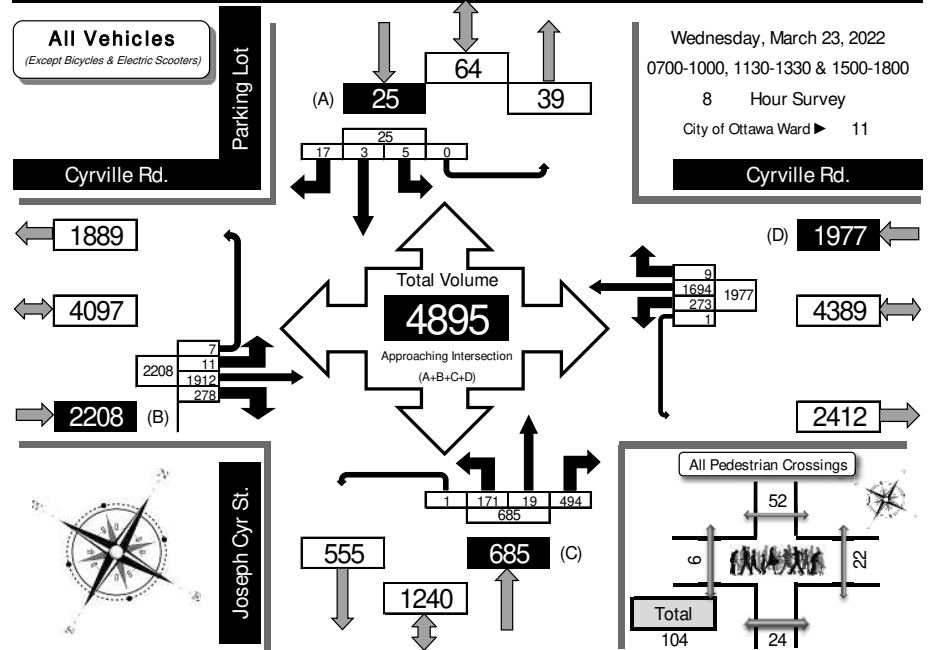 All Vehicles
(Except Bicycles & Electric Scooters)
Parking Lot
Cyrville Rd.
64
(A) 25
39
25
17 3 5 0
Wednesday, March 23, 2022
0700-1000, 1130-1330 & 1500-1800
8 Hour Survey
City of Ottawa Ward ► 11
Cyrville Rd.
1889
4097
2208
7
11
1912
278
2208 (B)
Total Volume
4895
Approaching Intersection
(A+B+C+D)
(D) 1977
9
1694
273
1
1977
4389
2412
Joseph Cyr St.
1 171 19 494
685
555
685 (C)
1240
All Pedestrian Crossings
52
6
22
Total
104
24